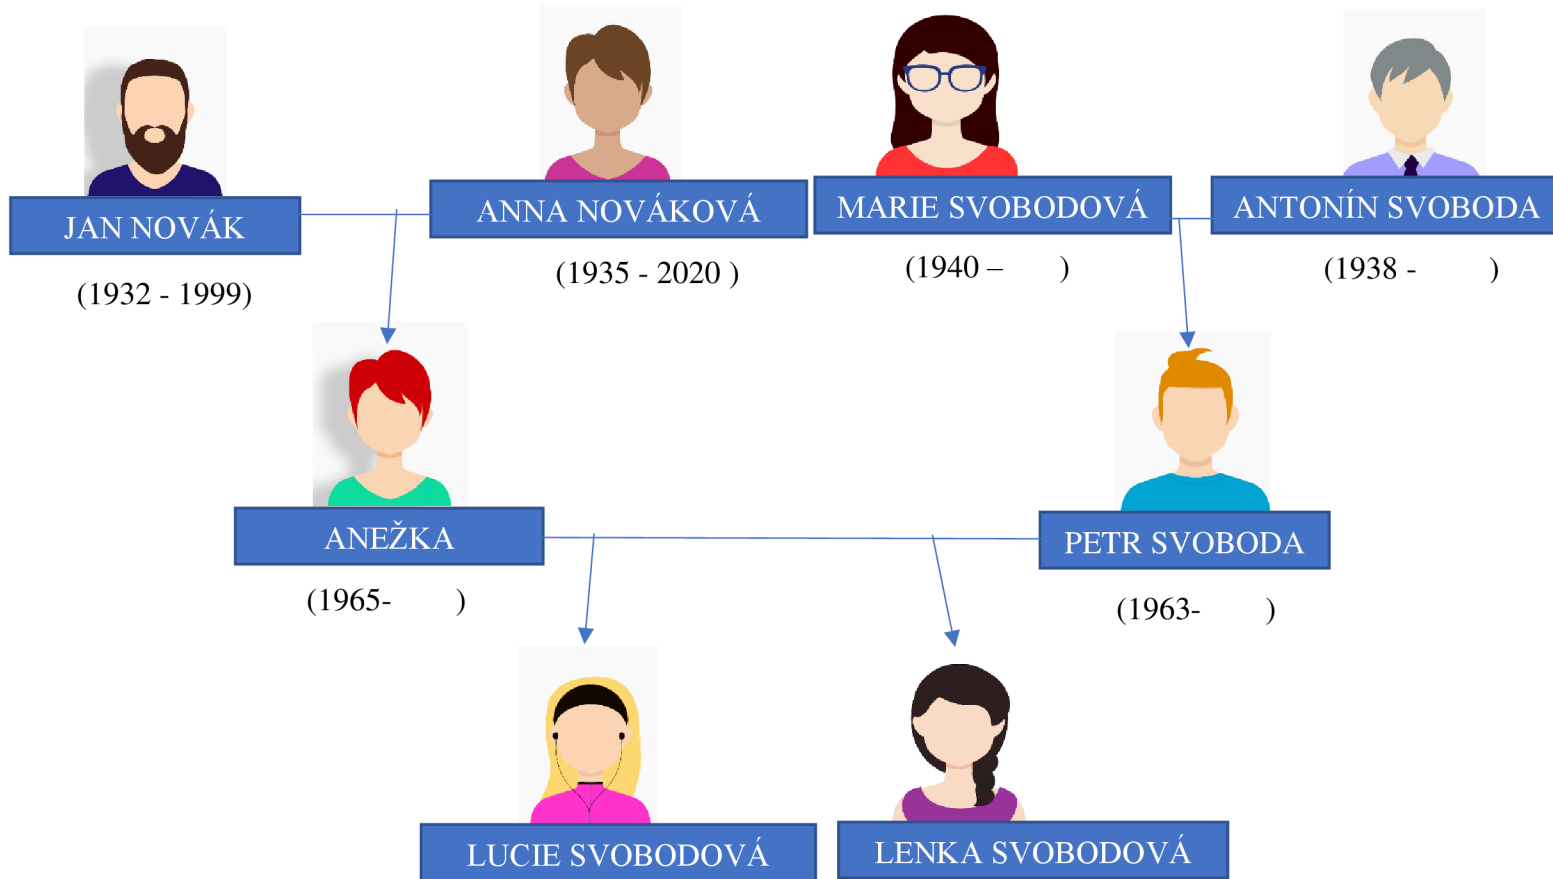 JAN NOVÁK
ANNA NOVÁKOVÁ
MARIE SVOBODOVÁ
ANTONÍN SVOBODA
(1932 - 1999)
(1935 - 2020 )
(1940 – )
(1938 - )
ANEŽKA
PETR SVOBODA
(1965- )
(1963- )
LUCIE SVOBODOVÁ
LENKA SVOBODOVÁ